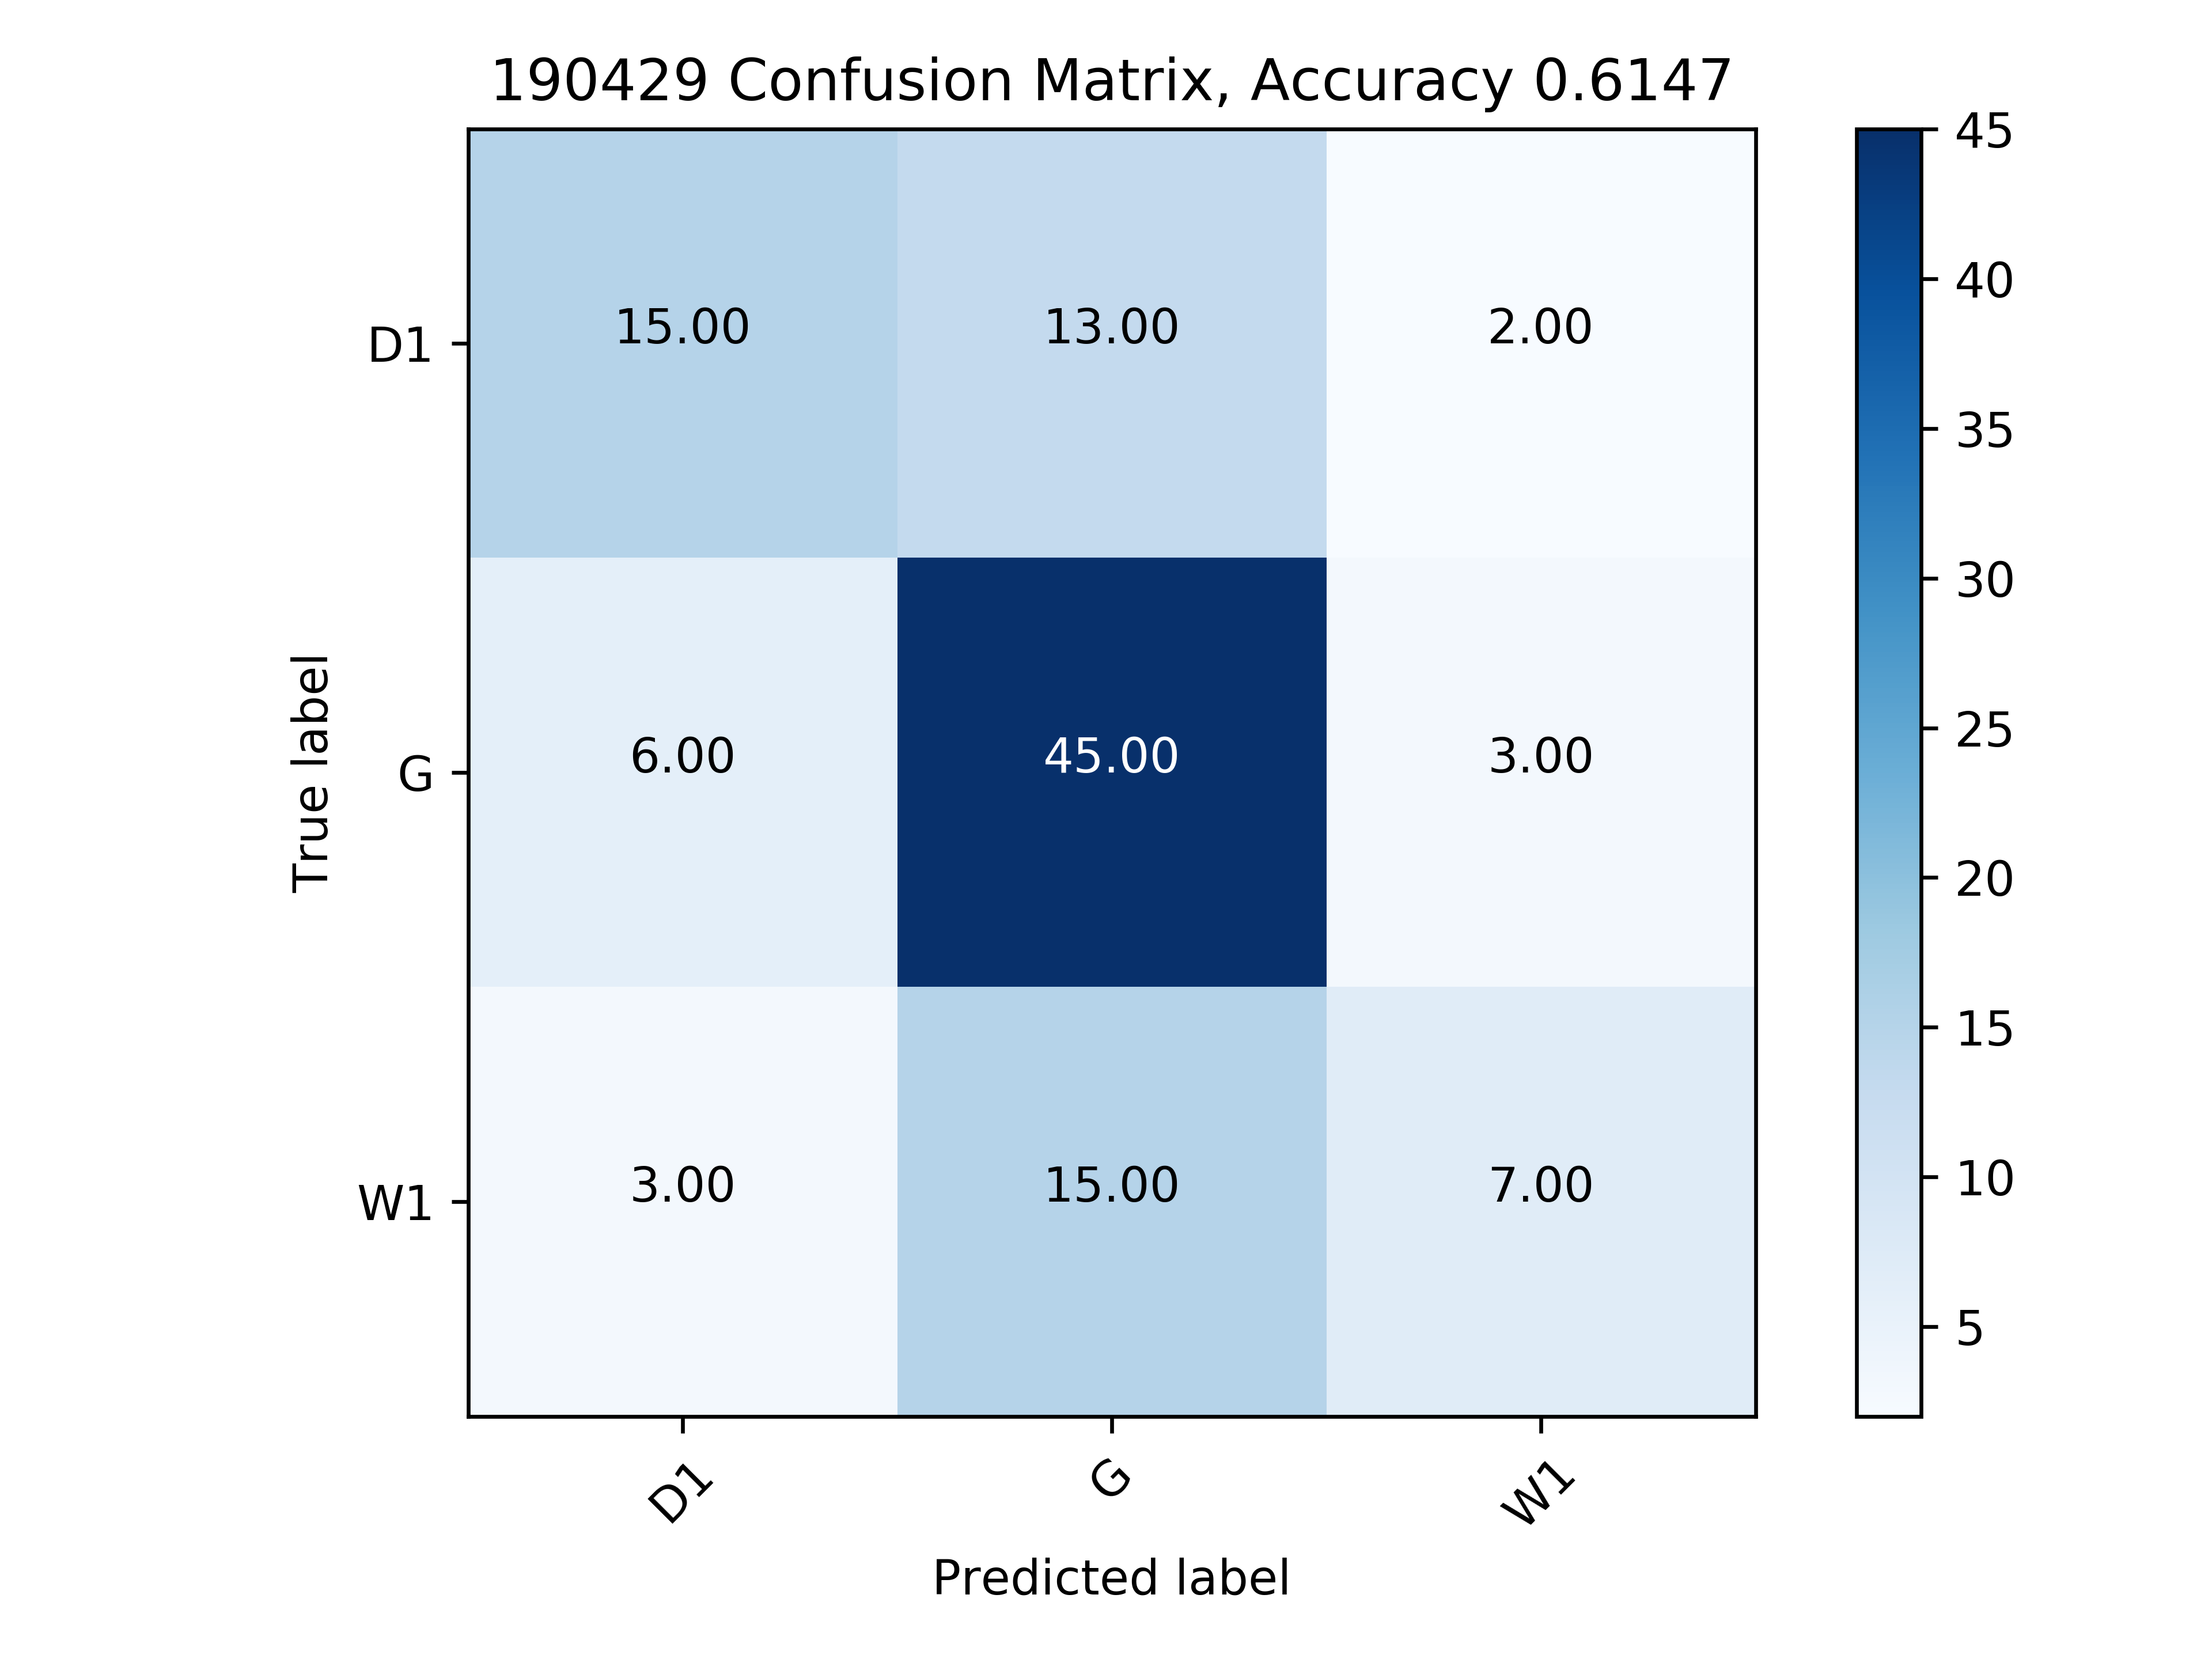 190429 Confusion Matrix, Accuracy 0.6147
45
40
35
30
25
20
15
10
5
True label
D1
15.00 13.00 2.00
G
6.00 45.00 3.00
W1
3.00 15.00 7.00
D1 G W1
Predicted label